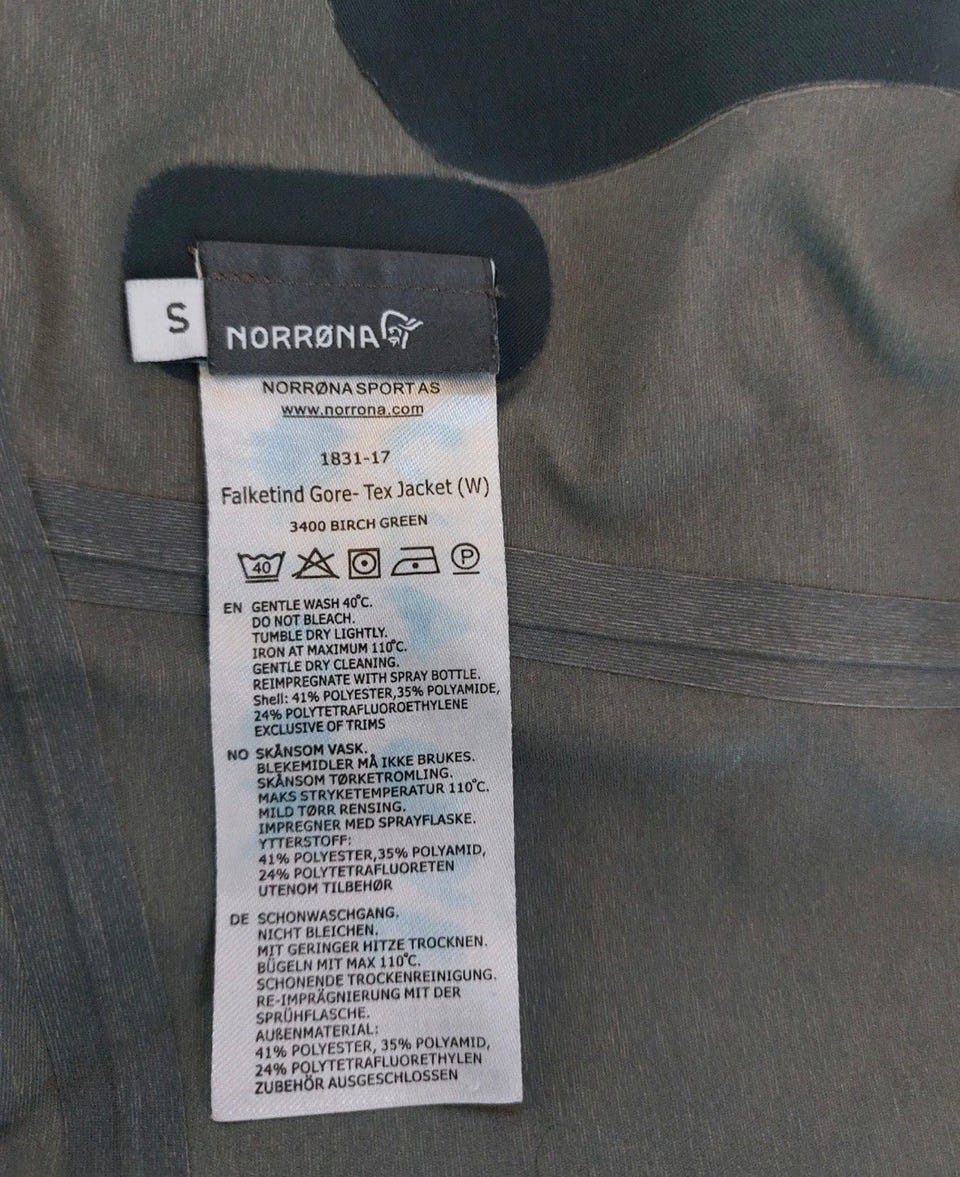 S
NORRØNA
NORRØNA SPORT AS
www.norrona.com
1831-17
Falketind Gore- Tex Jacket (W)
3400 BIRCH GREEN
40 P
EN GENTLE WASH 40°C.
DO NOT BLEACH.
TUMBLE DRY LIGHTLY.
IRON AT MAXIMUM 110°C.
GENTLE DRY CLEANING.
REIMPREGNATE WITH SPRAY BOTTLE.
Shell: 41% POLYESTER,35% POLYAMIDE,
24% POLYTETRAFLUOROETHYLENE
EXCLUSIVE OF TRIMS
NO SKÅNSOM VASK.
BLEKEMIDLER MÅ IKKE BRUKES.
SKÅNSOM TØRKETROMLING.
MAKS STRYKETEMPERATUR 110°C.
MILD TØRR RENSING.
IMPREGNER MED SPRAYFLASKE.
YTTERSTOFF:
41% POLYESTER,35% POLYAMID,
24% POLYTETRAFLUORETEN
UTENOM TILBEHØR
DE SCHONWASCHGANG.
NICHT BLEICHEN.
MIT GERINGER HITZE TROCKNEN.
BÜGELN MIT MAX 110°C.
SCHONENDE TROCKENREINIGUNG.
RE-IMPRÄGNIERUNG MIT DER
SPRÜHFLASCHE.
AUßENMATERIAL:
41% POLYESTER, 35% POLYAMID,
24% POLYTETRAFLUORETHYLEN
ZUBEHÖR AUSGESCHLOSSEN